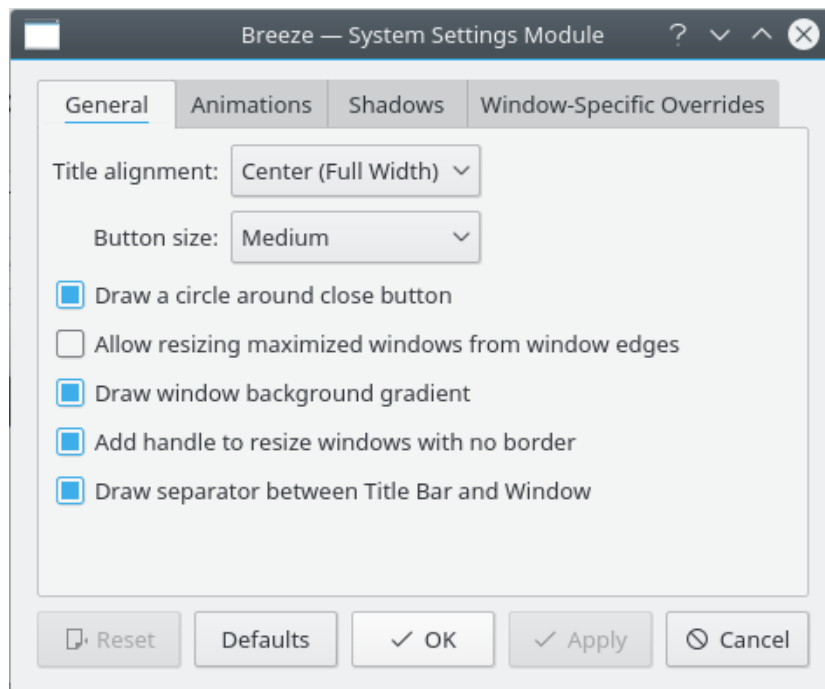 Breeze — System Settings Module ?
General Animations Shadows Window-Specific Overrides
Title alignment: Center (Full Width)
Button size: Medium
Draw a circle around close button
Allow resizing maximized windows from window edges
Draw window background gradient
Add handle to resize windows with no border
Draw separator between Title Bar and Window
Reset Defaults OK Apply Cancel